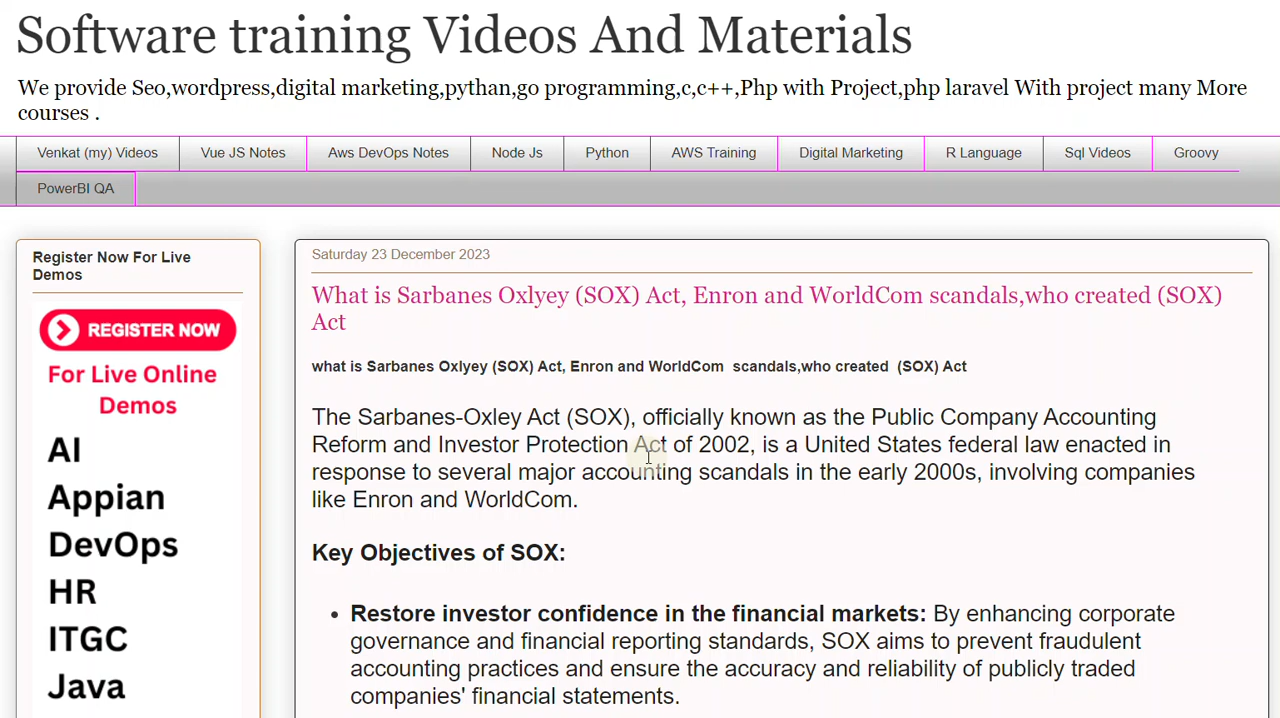 Software training Videos And Materials
We provide Seo,wordpress,digital marketing,pythan,go programming,c,c++,Php with Project,php laravel With project many More
courses .
Venkat (my) Videos
Vue JS Notes
Aws DevOps Notes
Node Js
Python
AWS Training
Digital Marketing
R Language
Sql Videos
Groovy
PowerBI QA
Register Now For Live
Demos
REGISTER NOW
For Live Online
Demos
AI
Appian
DevOps
HR
ITGC
Java
Saturday 23 December 2023
What is Sarbanes Oxlyey (SOX) Act, Enron and WorldCom scandals,who created (SOX)
Act
what is Sarbanes Oxlyey (SOX) Act, Enron and WorldCom  scandals,who created  (SOX) Act
The Sarbanes-Oxley Act (SOX), officially known as the Public Company Accounting
Reform and Investor Protection Act of 2002, is a United States federal law enacted in
response to several major accounting scandals in the early 2000s, involving companies
like Enron and WorldCom.
Key Objectives of SOX:
• Restore investor confidence in the financial markets: By enhancing corporate
governance and financial reporting standards, SOX aims to prevent fraudulent
accounting practices and ensure the accuracy and reliability of publicly traded
companies' financial statements.